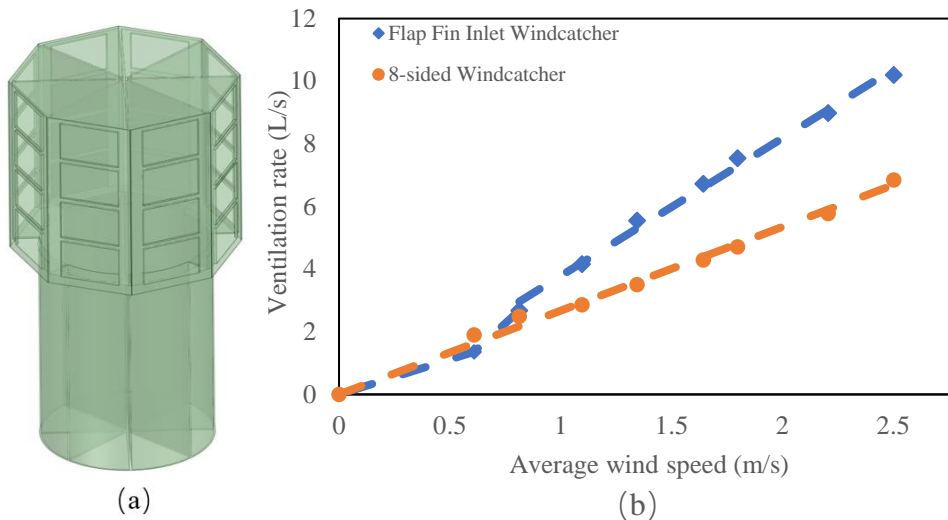 12
10
8
6
4
2
0
Ventilation rate (L/s)
Flap Fin Inlet Windcatcher
8-sided Windcatcher
0 0.5 1 1.5 2 2.5
Average wind speed (m/s)
(a)
(b)